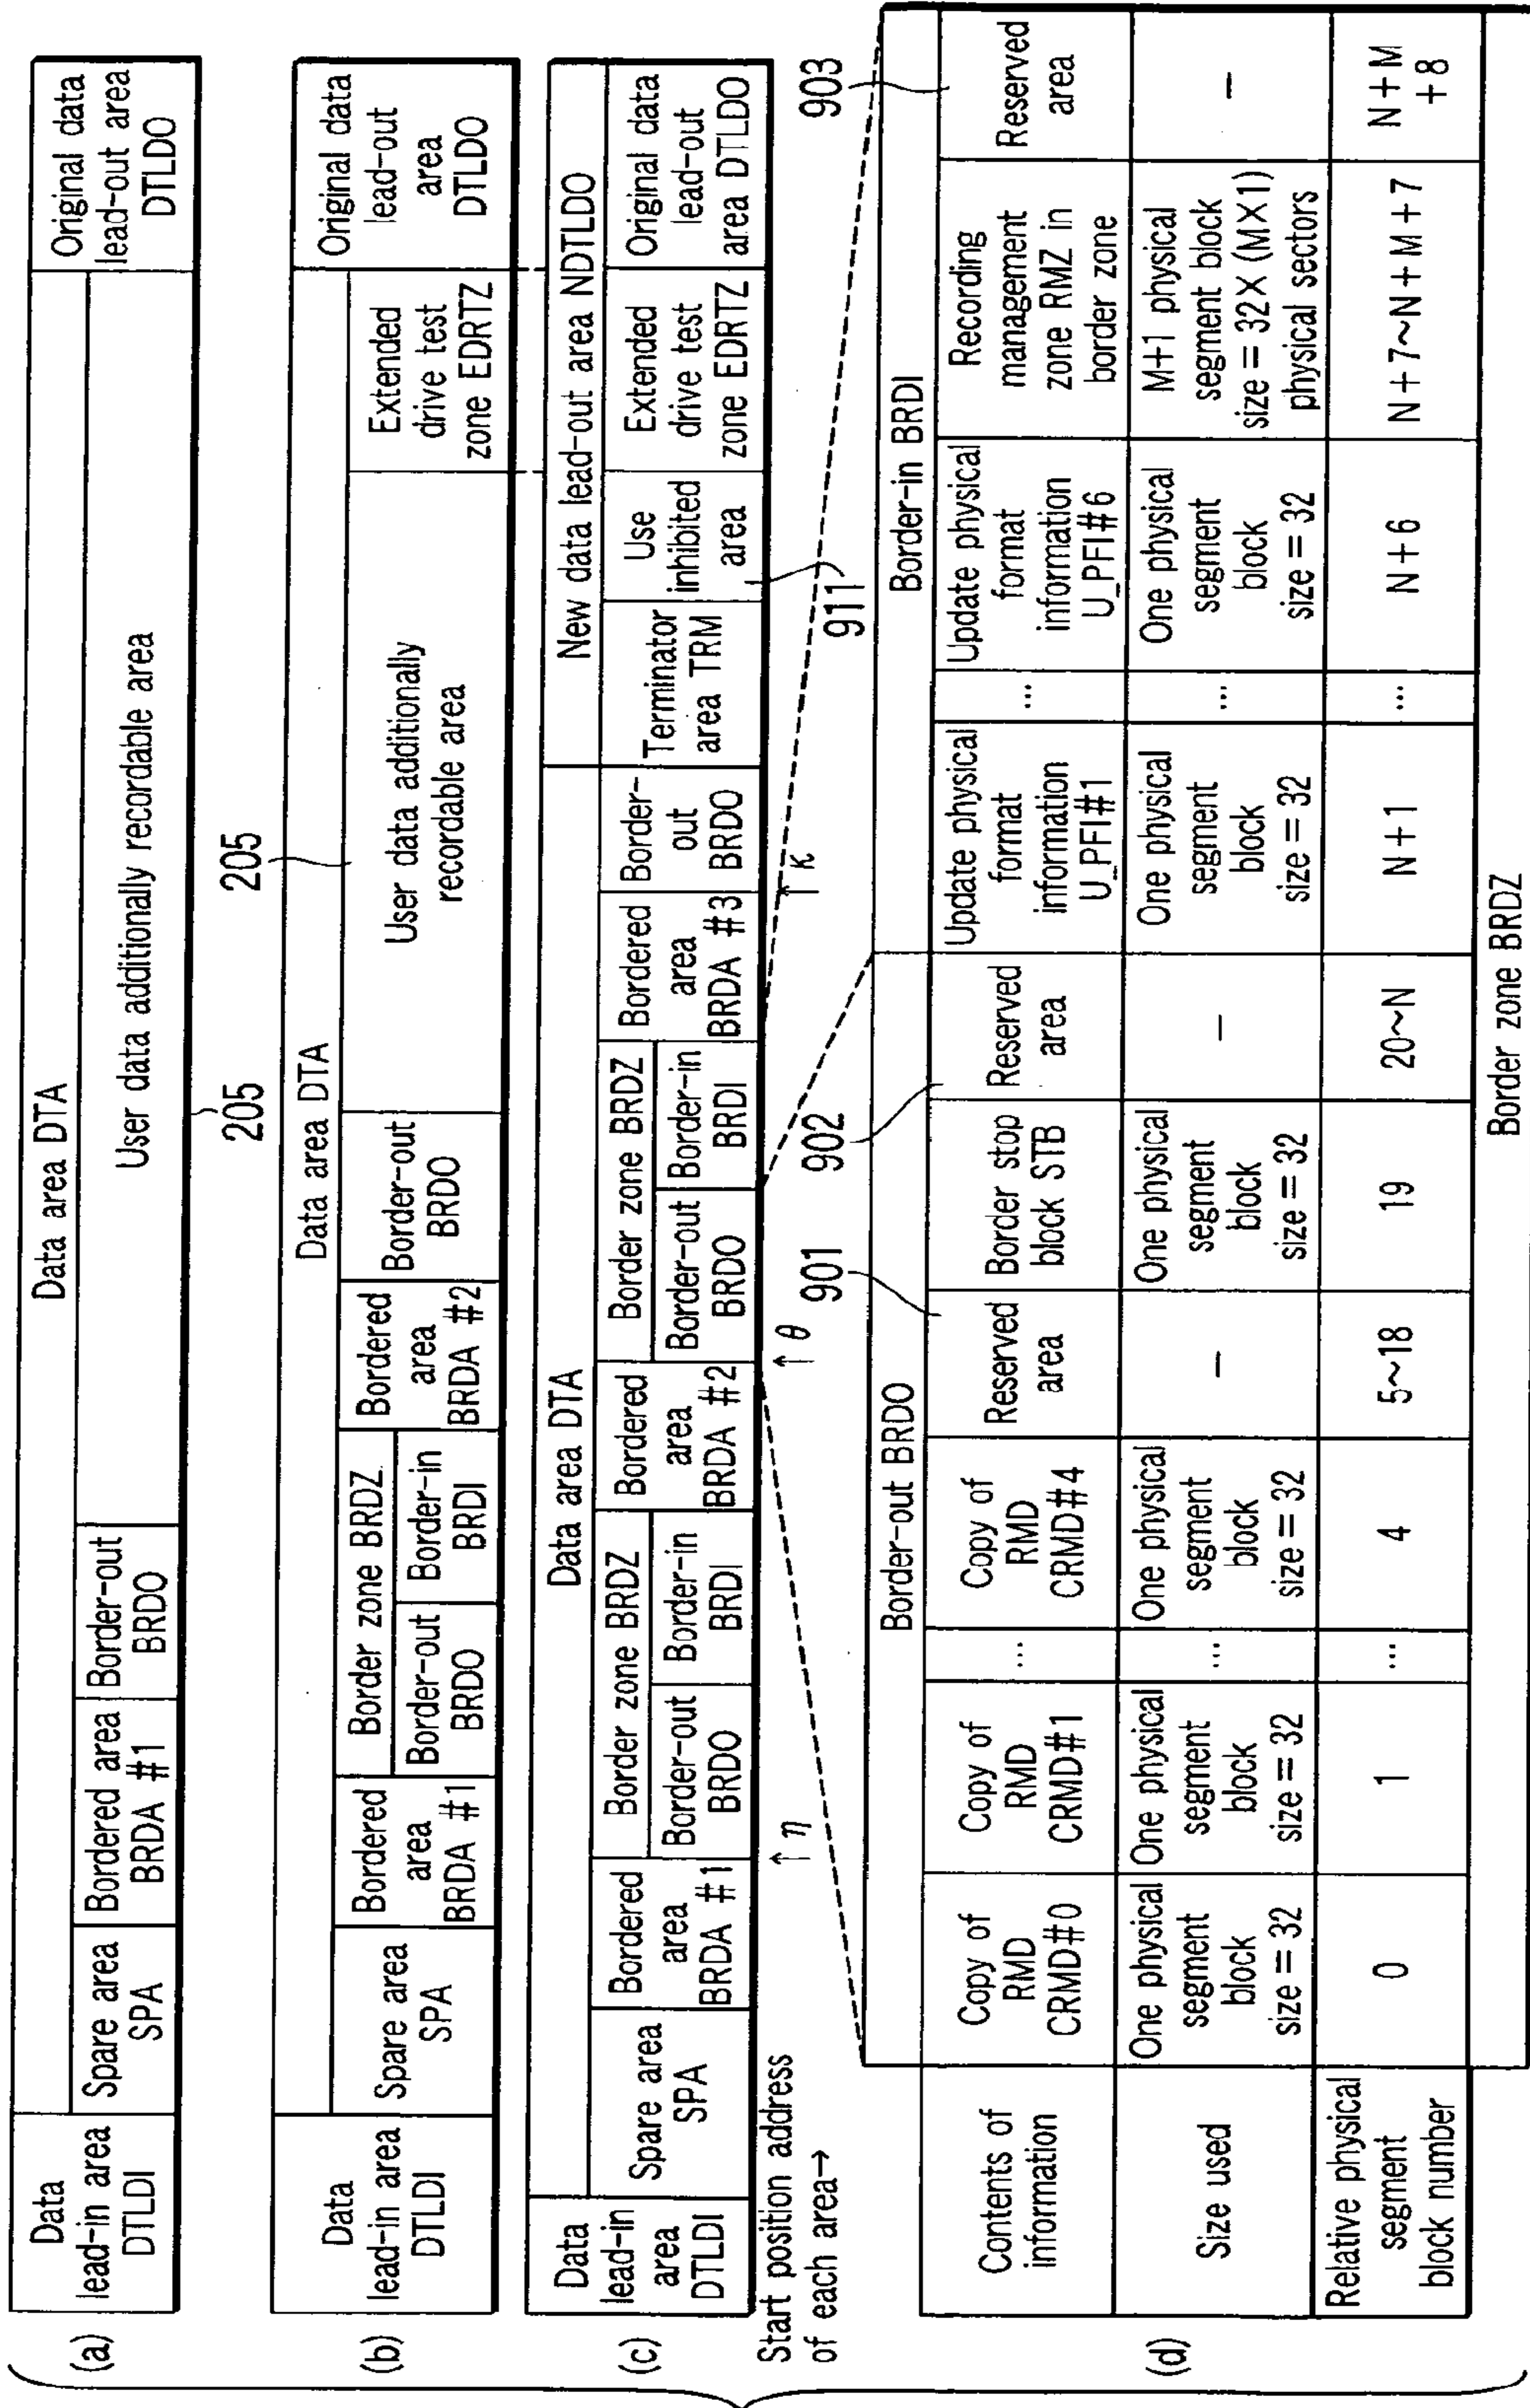 (a)
Data
lead-in area
DTLDI
Data area DTA
Spare area
SPA
Bordered area
BRDA #1
Border-out
BRDO
User data additionally recordable area
205
Original data
lead-out area
DTLDO
(b)
Data
lead-in area
DTLDI
Data area DTA
Spare area
SPA
Bordered
area
BRDA #1
Border zone BRDZ
Border-out
BRDO
Border-in
BRDI
Bordered
area
BRDA #2
Border-out
BRDO
205
User data additionally
recordable area
Extended
drive test
zone EDRTZ
Original data
lead-out
area
DTLDO
(c)
Data
lead-in
area
DTLDI
Data area DTA
Spare area
SPA
Bordered
area
BRDA #1
Border zone BRDZ
Border-out
BRDO
Border-in
BRDI
Bordered
area
BRDA #2
Border zone BRDZ
Border-out
BRDO
Border-in
BRDI
Bordered
area
BRDA #3
Border-
out
BRDO
New data lead-out area NDTLDO
Terminator
area TRM
Use
inhibited
area
Extended
drive test
zone EDRTZ
Original data
lead-out
area DTLDO
Start position address
of each area→
↑η
↑θ
↑κ
911
901
902
903
(d)
Border-out BRDO
Border-in BRDI
Contents of
information
Copy of
RMD
CRMD#0
Copy of
RMD
CRMD#1
...
Copy of
RMD
CRMD#4
Reserved
area
Border stop
block STB
Reserved
area
Update physical
format
information
U_PFI#1
...
Update physical
format
information
U_PFI#6
Recording
management
zone RMZ in
border zone
Reserved
area
Size used
One physical
segment
block
size = 32
One physical
segment
block
size = 32
...
One physical
segment
block
size = 32
—
One physical
segment
block
size = 32
—
One physical
segment
block
size = 32
...
One physical
segment
block
size = 32
M+1 physical
segment block
size = 32X (MX1)
physical sectors
—
Relative physical
segment
block number
0
1
...
4
5~18
19
20~N
N+1
...
N+6
N+7~N+M+7
N+M
+8
Border zone BRDZ